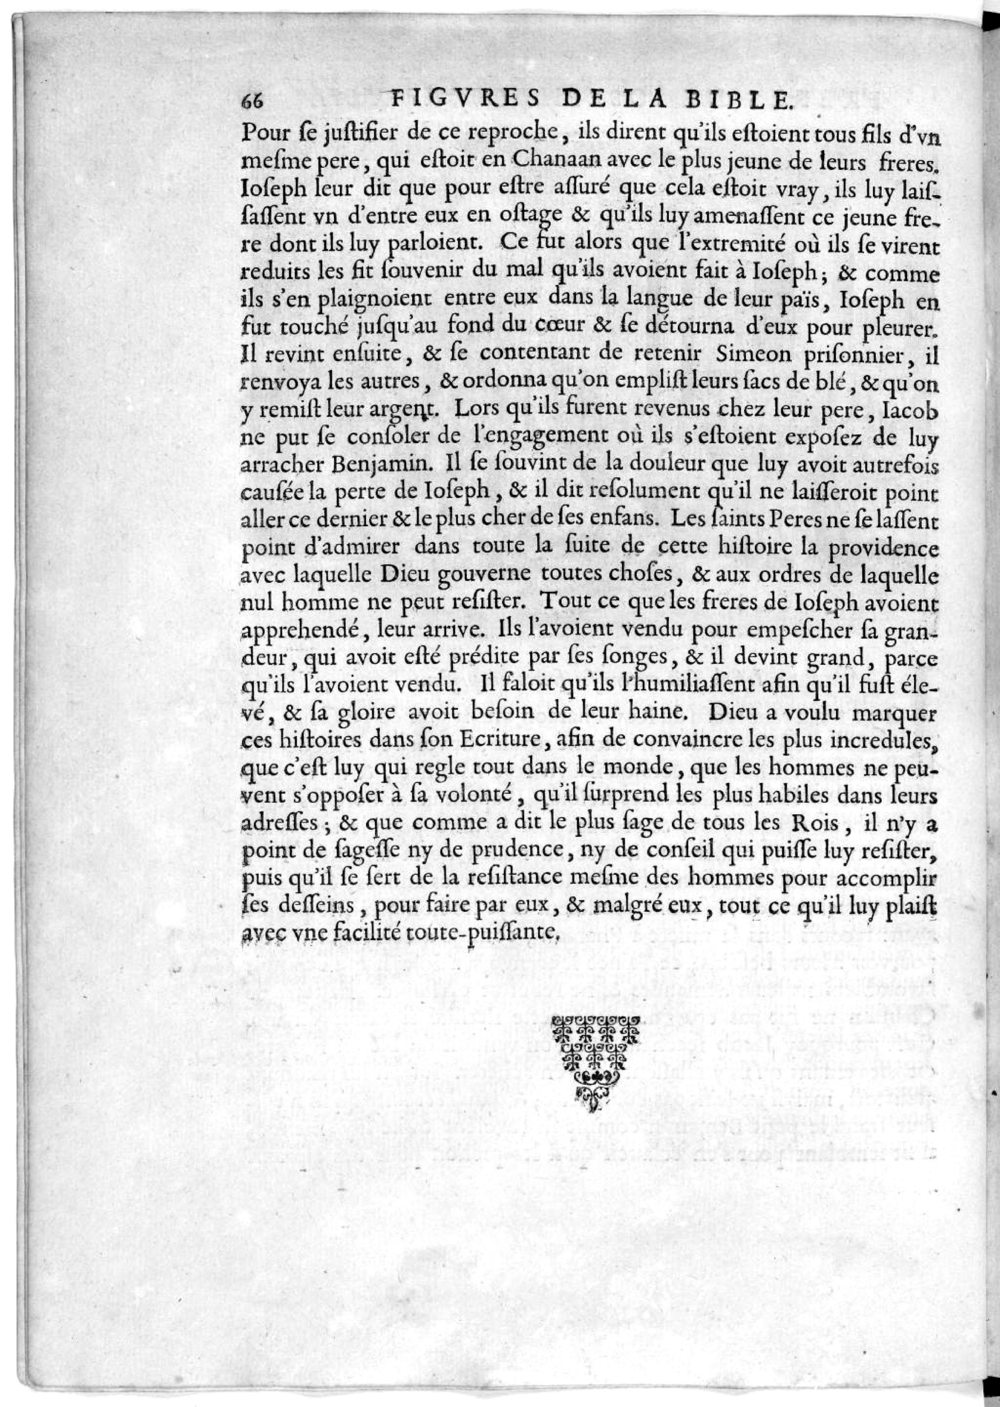 66 FIGVRES DE LA BIBLE.
Pour ſe juſtifier de ce reproche, ils dirent qu'ils eſtoient tous fils d'vn
meſme pere, qui eſtoit en Chanaan avec le plus jeune de leurs freres.
Ioſeph leur dit que pour eſtre aſſuré que cela eſtoit vray, ils luy laiſ-
ſaſſent vn d'entre eux en oſtage & qu'ils luy amenaſſent ce jeune fre-
re dont ils luy parloient. Ce fut alors que l'extremité où ils ſe virent
reduits les fit ſouvenir du mal qu'ils avoient fait à Ioſeph; & comme
ils s'en plaignoient entre eux dans la langue de leur païs, Ioſeph en
fut touché juſqu'au fond du cœur & ſe détourna d'eux pour pleurer.
Il revint enſuite, & ſe contentant de retenir Simeon priſonnier, il
renvoya les autres, & ordonna qu'on empliſt leurs ſacs de blé, & qu'on
y remiſt leur argent. Lors qu'ils furent revenus chez leur pere, Iacob
ne put ſe conſoler de l'engagement où ils s'eſtoient expoſez de luy
arracher Benjamin. Il ſe ſouvint de la douleur que luy avoit autrefois
cauſée la perte de Ioſeph, & il dit reſolument qu'il ne laiſſeroit point
aller ce dernier & le plus cher de ſes enfans. Les ſaints Peres ne ſe laſſent
point d'admirer dans toute la ſuite de cette hiſtoire la providence
avec laquelle Dieu gouverne toutes choſes, & aux ordres de laquelle
nul homme ne peut reſiſter. Tout ce que les freres de Ioſeph avoient
apprehendé, leur arrive. Ils l'avoient vendu pour empeſcher ſa gran-
deur, qui avoit eſté prédite par ſes ſonges, & il devint grand, parce
qu'ils l'avoient vendu. Il faloit qu'ils l'humiliaſſent afin qu'il fuſt éle-
vé, & ſa gloire avoit beſoin de leur haine. Dieu a voulu marquer
ces hiſtoires dans ſon Ecriture, afin de convaincre les plus incredules,
que c'eſt luy qui regle tout dans le monde, que les hommes ne peu-
vent s'oppoſer à ſa volonté, qu'il ſurprend les plus habiles dans leurs
adreſſes; & que comme a dit le plus ſage de tous les Rois, il n'y a
point de ſageſſe ny de prudence, ny de conſeil qui puiſſe luy reſiſter,
puis qu'il ſe ſert de la reſiſtance meſme des hommes pour accomplir
ſes deſſeins, pour faire par eux, & malgré eux, tout ce qu'il luy plaiſt
avec vne facilité toute-puiſſante.